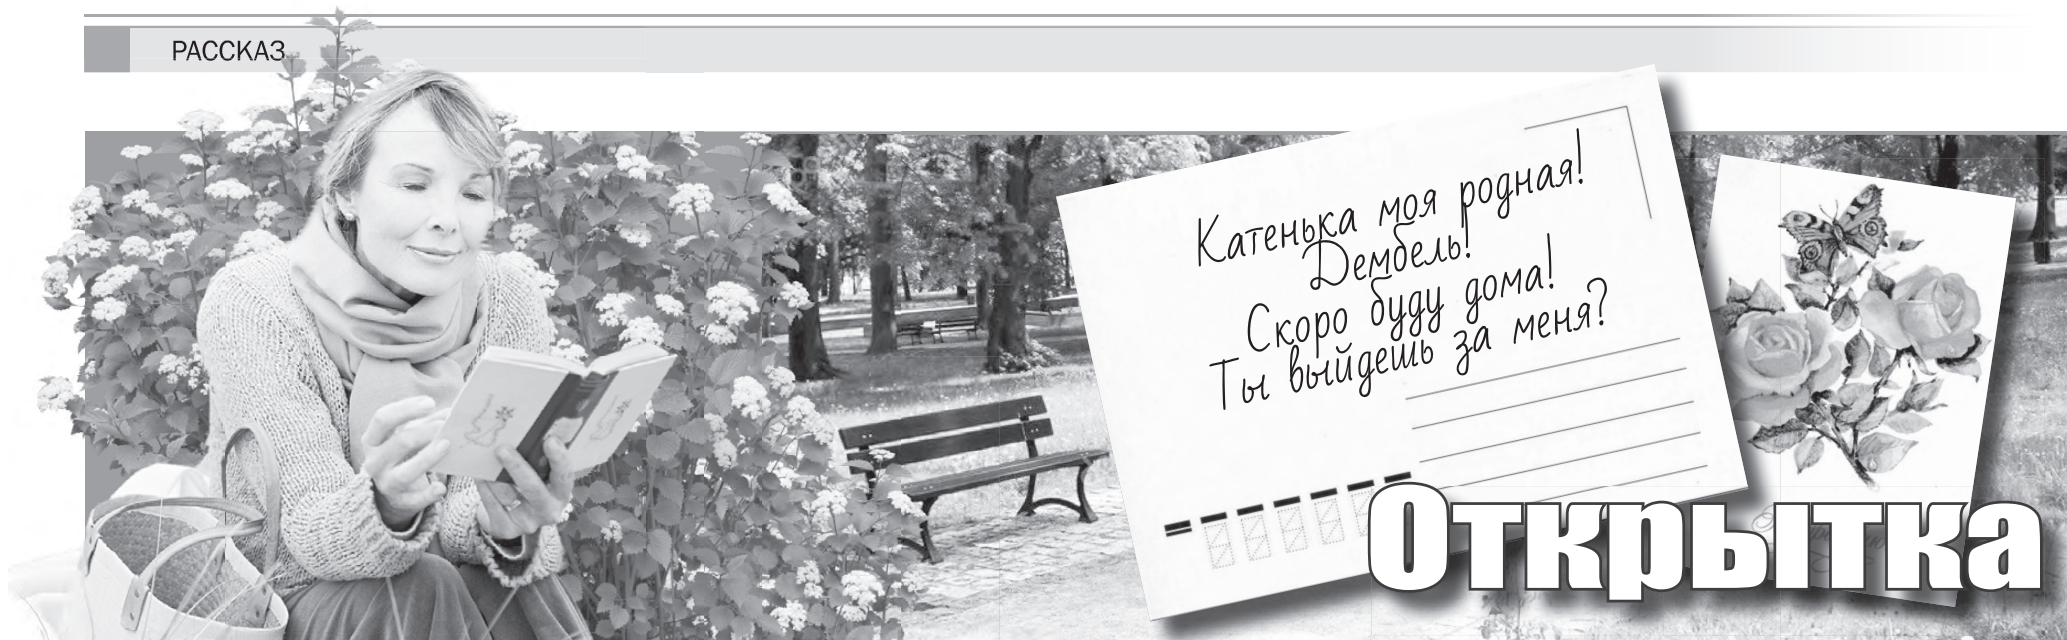 РАССКАЗ
Катенька моя родная!
Дембель!
Скоро буду дома!
Ты выйдешь за меня?
Открытка